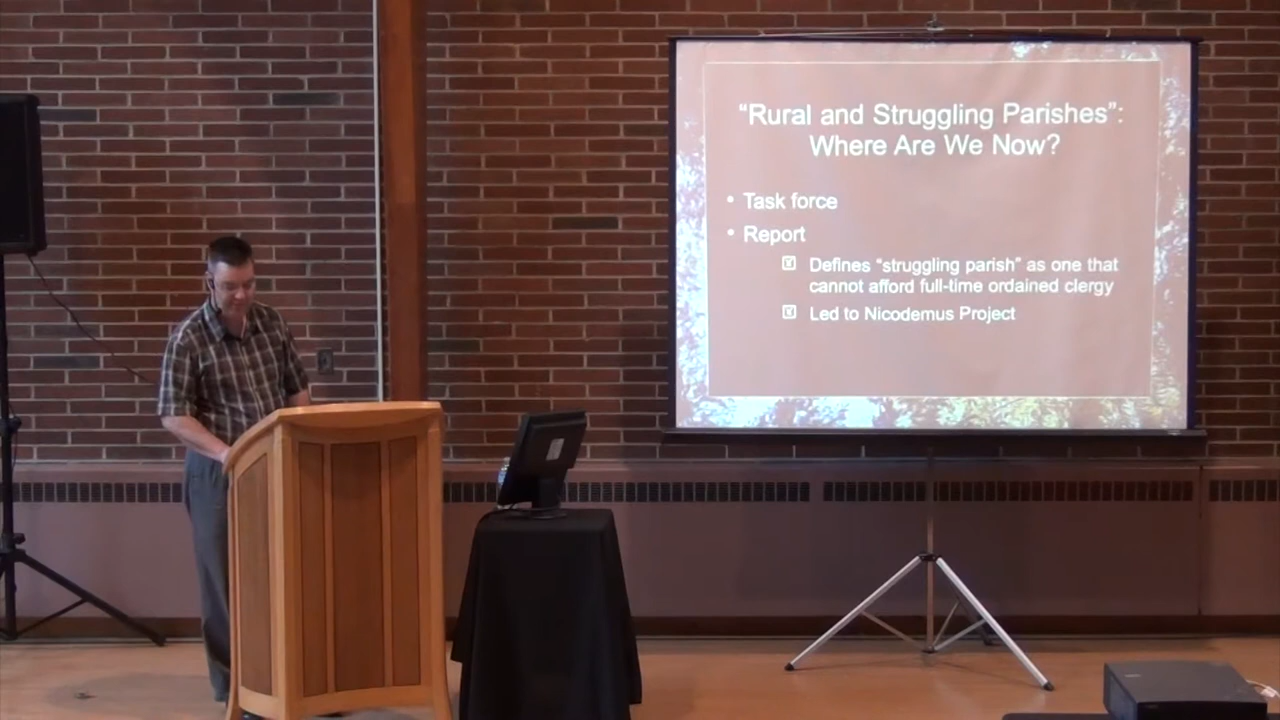 “Rural and Struggling Parishes”:
Where Are We Now?
• Task force
• Report
Defines “struggling parish” as one that
cannot afford full-time ordained clergy
Led to Nicodemus Project